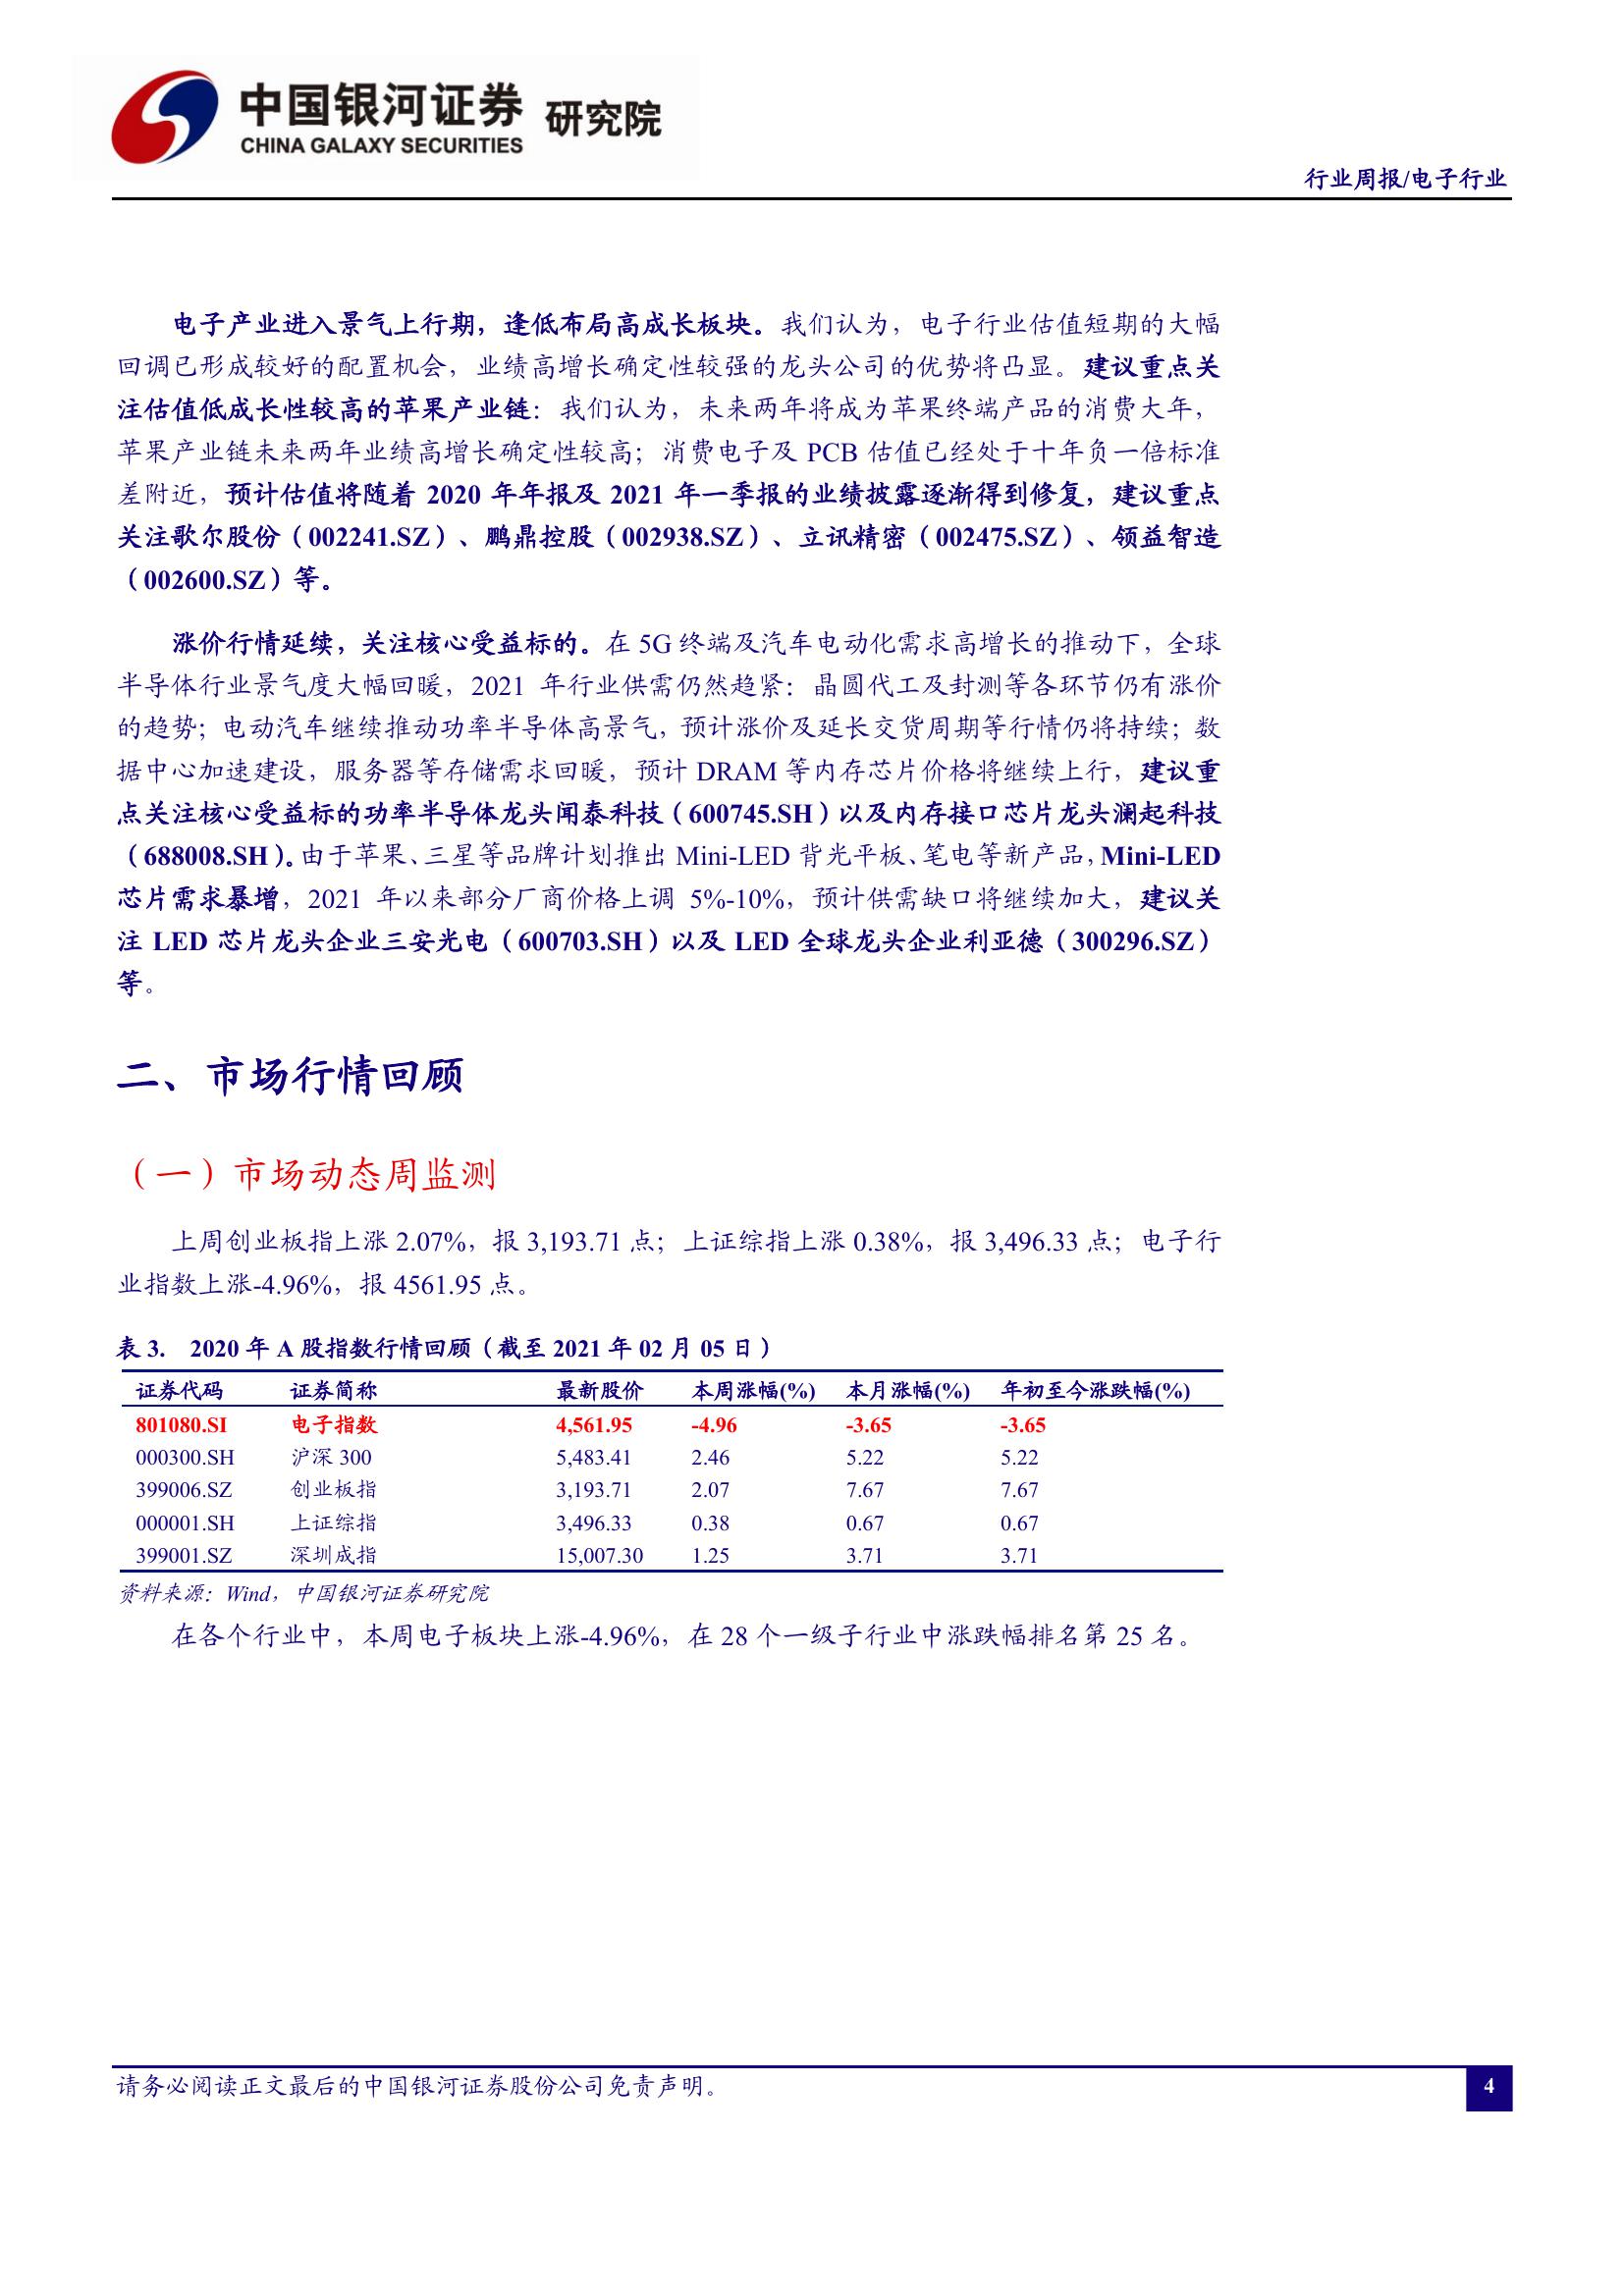 中国银河证券 研究院
CHINA GALAXY SECURITIES
行业周报/电子行业
电子产业进入景气上行期，逢低布局高成长板块。我们认为，电子行业估值短期的大幅
回调已形成较好的配置机会，业绩高增长确定性较强的龙头公司的优势将凸显。建议重点关
注估值低成长性较高的苹果产业链：我们认为，未来两年将成为苹果终端产品的消费大年，
苹果产业链未来两年业绩高增长确定性较高；消费电子及 PCB 估值已经处于十年负一倍标准
差附近，预计估值将随着 2020 年年报及 2021 年一季报的业绩披露逐渐得到修复，建议重点
关注歌尔股份（002241.SZ）、鹏鼎控股（002938.SZ）、立讯精密（002475.SZ）、领益智造
（002600.SZ）等。
涨价行情延续，关注核心受益标的。在 5G 终端及汽车电动化需求高增长的推动下，全球
半导体行业景气度大幅回暖，2021 年行业供需仍然趋紧：晶圆代工及封测等各环节仍有涨价
的趋势；电动汽车继续推动功率半导体高景气，预计涨价及延长交货周期等行情仍将持续；数
据中心加速建设，服务器等存储需求回暖，预计 DRAM 等内存芯片价格将继续上行，建议重
点关注核心受益标的功率半导体龙头闻泰科技（600745.SH）以及内存接口芯片龙头澜起科技
（688008.SH）。由于苹果、三星等品牌计划推出 Mini-LED 背光平板、笔电等新产品，Mini-LED
芯片需求暴增，2021 年以来部分厂商价格上调 5%-10%，预计供需缺口将继续加大，建议关
注 LED 芯片龙头企业三安光电（600703.SH）以及 LED 全球龙头企业利亚德（300296.SZ）
等。
二、市场行情回顾
（一）市场动态周监测
上周创业板指上涨 2.07%，报 3,193.71 点；上证综指上涨 0.38%，报 3,496.33 点；电子行
业指数上涨-4.96%，报 4561.95 点。
表 3. 2020 年 A 股指数行情回顾（截至 2021 年 02 月 05 日）
证券代码 证券简称 最新股价 本周涨幅(%) 本月涨幅(%) 年初至今涨跌幅(%)
801080.SI 电子指数 4,561.95 -4.96 -3.65 -3.65
000300.SH 沪深 300 5,483.41 2.46 5.22 5.22
399006.SZ 创业板指 3,193.71 2.07 7.67 7.67
000001.SH 上证综指 3,496.33 0.38 0.67 0.67
399001.SZ 深圳成指 15,007.30 1.25 3.71 3.71
资料来源：Wind，中国银河证券研究院
在各个行业中，本周电子板块上涨-4.96%，在 28 个一级子行业中涨跌幅排名第 25 名。
请务必阅读正文最后的中国银河证券股份公司免责声明。
4